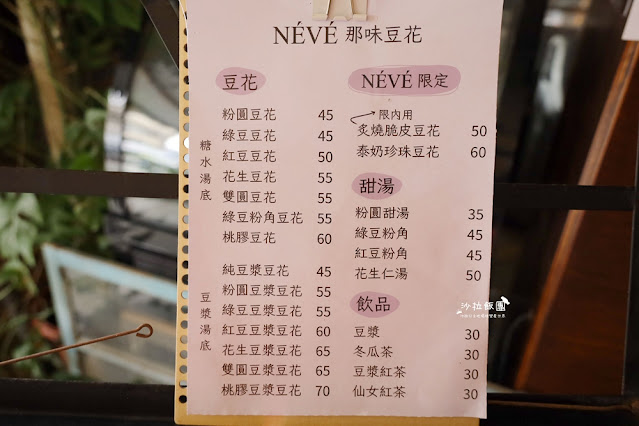 NÉVÉ 那味豆花
豆花
糖水湯底
粉圓豆花 45
綠豆豆花 45
紅豆豆花 50
花生豆花 55
雙圓豆花 55
綠豆粉角豆花 55
桃膠豆花 60
豆漿湯底
純豆漿豆花 45
粉圓豆漿豆花 55
綠豆豆漿豆花 55
紅豆豆漿豆花 60
花生豆漿豆花 65
雙圓豆漿豆花 65
桃膠豆漿豆花 70
NÉVÉ 限定
限內用
炙燒脆皮豆花 50
泰奶珍珠豆花 60
甜湯
粉圓甜湯 35
綠豆粉角 45
紅豆粉角 45
花生仁湯 50
飲品
豆漿 30
冬瓜茶 30
豆漿紅茶 30
仙女紅茶 30
沙拉飯團